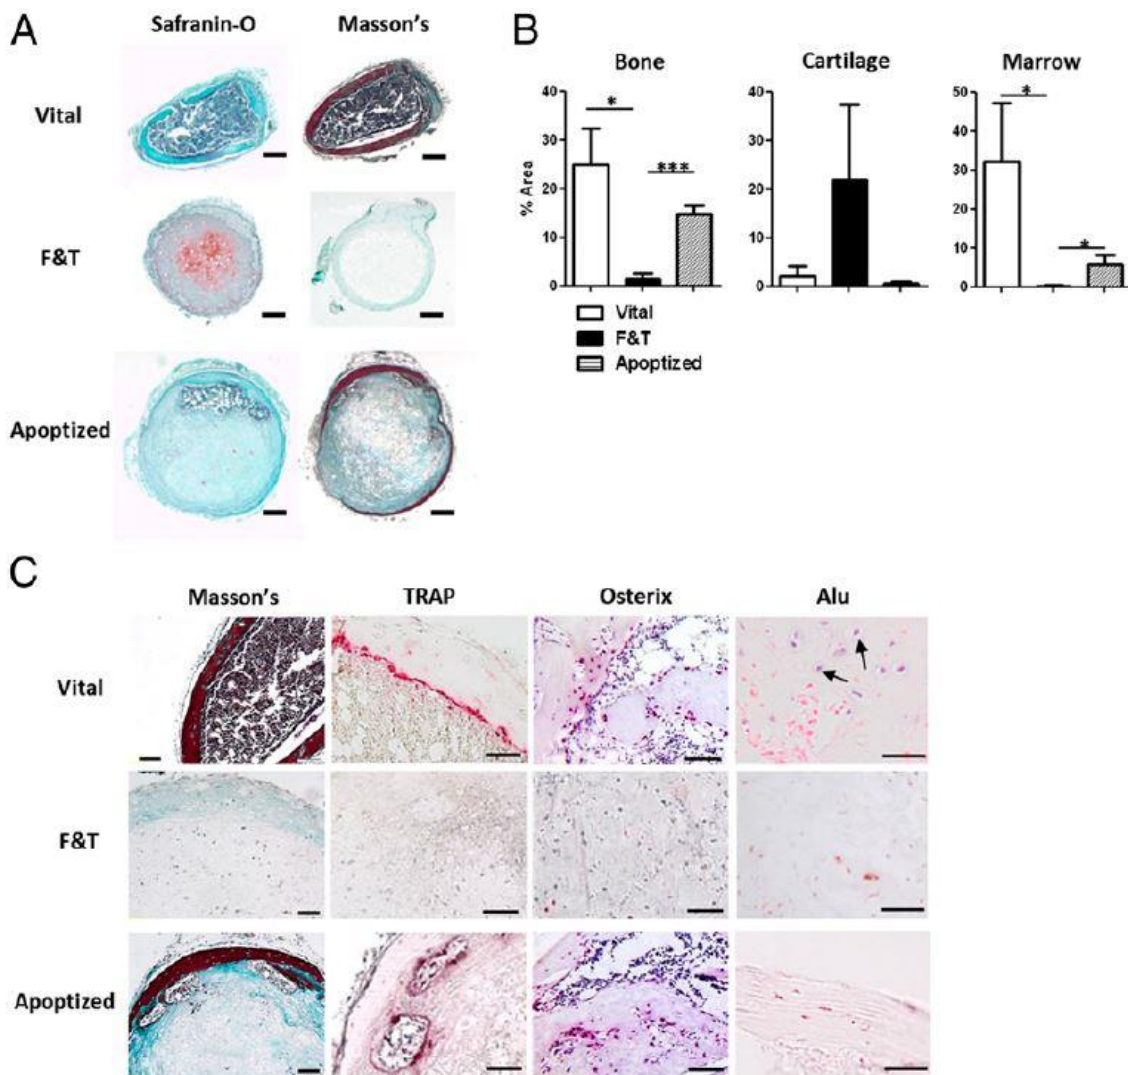 A
Safranin-O Masson's
Vital
F&T
Apoptized
B
Bone
Cartilage
Marrow
% Area
40
30
20
10
0
*
***
40
30
20
10
0
50
40
30
20
10
0
*
*
Vital
F&T
Apoptized
C
Masson's TRAP Osterix Alu
Vital
F&T
Apoptized